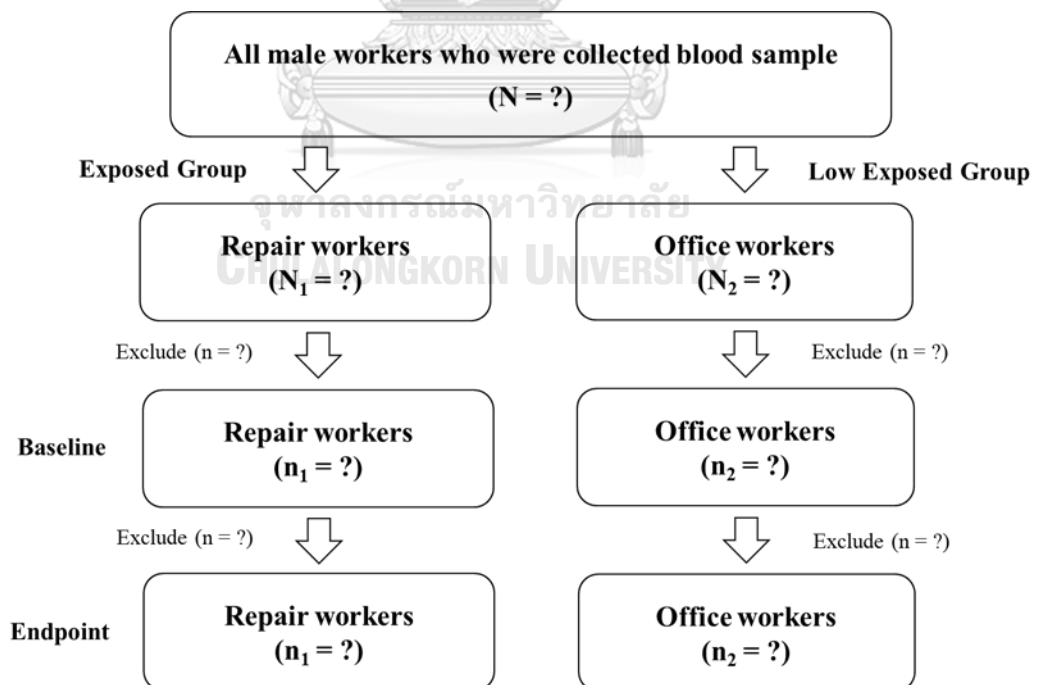 All male workers who were collected blood sample
(N = ?)
Exposed Group
Low Exposed Group
จุฬาลงกรณ์มหาวิทยาลัย
CHULALONGKORN UNIVERSITY
Repair workers
(N₁ = ?)
Office workers
(N₂ = ?)
Exclude (n = ?)
Exclude (n = ?)
Baseline
Repair workers
(n₁ = ?)
Office workers
(n₂ = ?)
Exclude (n = ?)
Exclude (n = ?)
Endpoint
Repair workers
(n₁ = ?)
Office workers
(n₂ = ?)